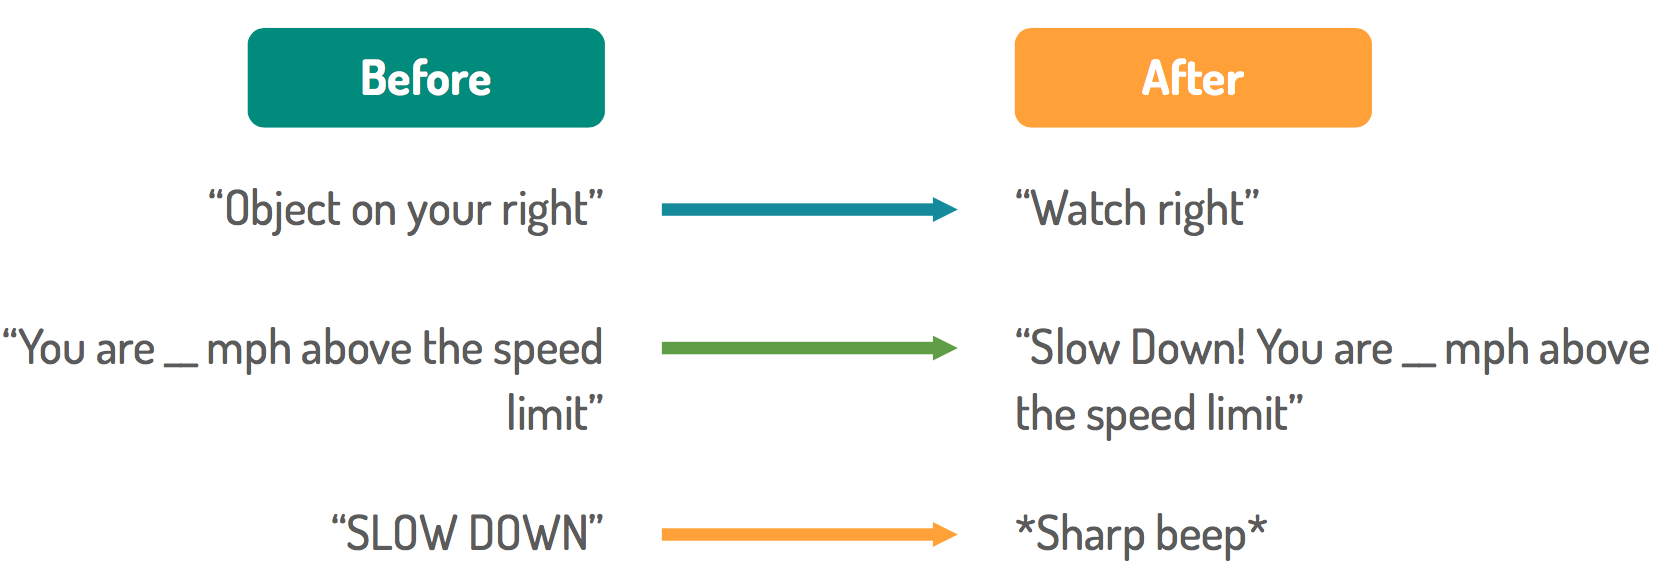 Before
After
“Object on your right”
“Watch right”
“You are __ mph above the speed
limit”
“Slow Down! You are __ mph above
the speed limit”
“SLOW DOWN”
*Sharp beep*